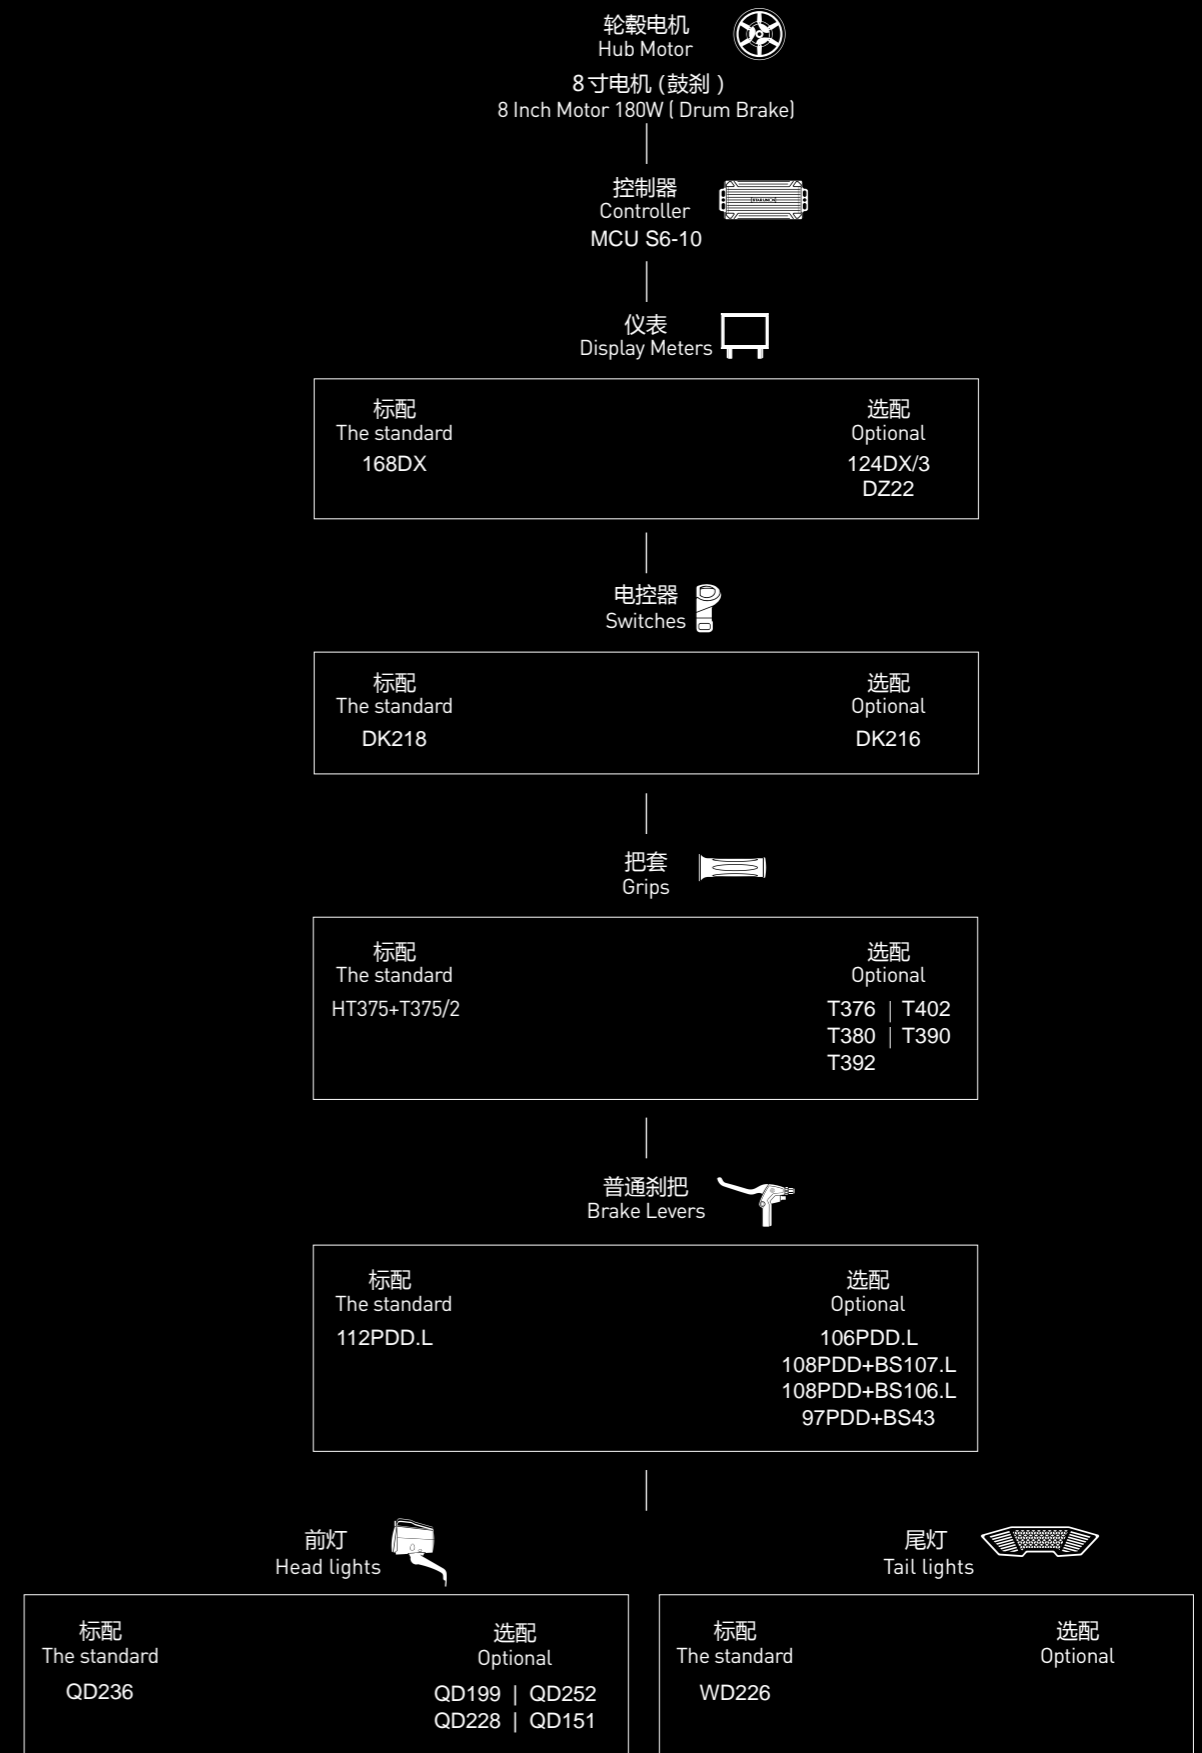 轮毂电机
Hub Motor
8寸电机 (鼓刹 )
8 Inch Motor 180W ( Drum Brake)
控制器
Controller
MCU S6-10
仪表
Display Meters
标配
The standard
168DX
选配
Optional
124DX/3
DZ22
电控器
Switches
标配
The standard
DK218
选配
Optional
DK216
把套
Grips
标配
The standard
HT375+T375/2
选配
Optional
T376 | T402
T380 | T390
T392
普通刹把
Brake Levers
标配
The standard
112PDD.L
选配
Optional
106PDD.L
108PDD+BS107.L
108PDD+BS106.L
97PDD+BS43
前灯
Head lights
标配
The standard
QD236
选配
Optional
QD199 | QD252
QD228 | QD151
尾灯
Tail lights
标配
The standard
WD226
选配
Optional